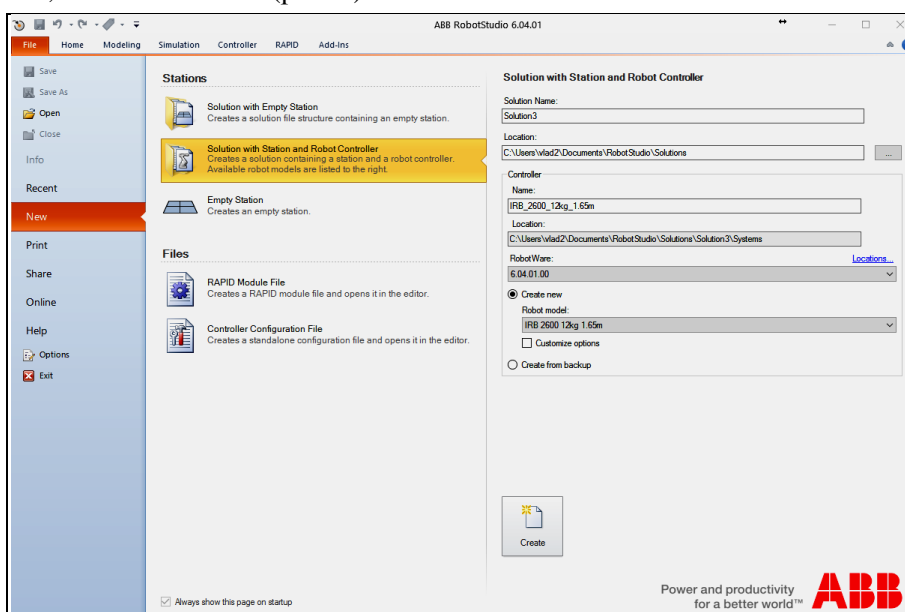 ABB RobotStudio 6.04.01
File Home Modeling Simulation Controller RAPID Add-Ins
Save
Save As
Open
Close
Info
Recent
New
Print
Share
Online
Help
Options
Exit
Stations
Solution with Empty Station
Creates a solution file structure containing an empty station.
Solution with Station and Robot Controller
Creates a solution containing a station and a robot controller.
Available robot models are listed to the right.
Empty Station
Creates an empty station.
Files
RAPID Module File
Creates a RAPID module file and opens it in the editor.
Controller Configuration File
Creates a standalone configuration file and opens it in the editor.
Always show this page on startup
Solution with Station and Robot Controller
Solution Name:
Solution3
Location:
C:\Users\vlad2\Documents\RobotStudio\Solutions
...
Controller
Name:
IRB_2600_12kg_1.65m
Location:
C:\Users\vlad2\Documents\RobotStudio\Solutions\Solution3\Systems
RobotWare:
Locations...
6.04.01.00
Create new
Robot model:
IRB 2600 12kg 1.65m
Customize options
Create from backup
Create
Power and productivity
for a better world™
ABB